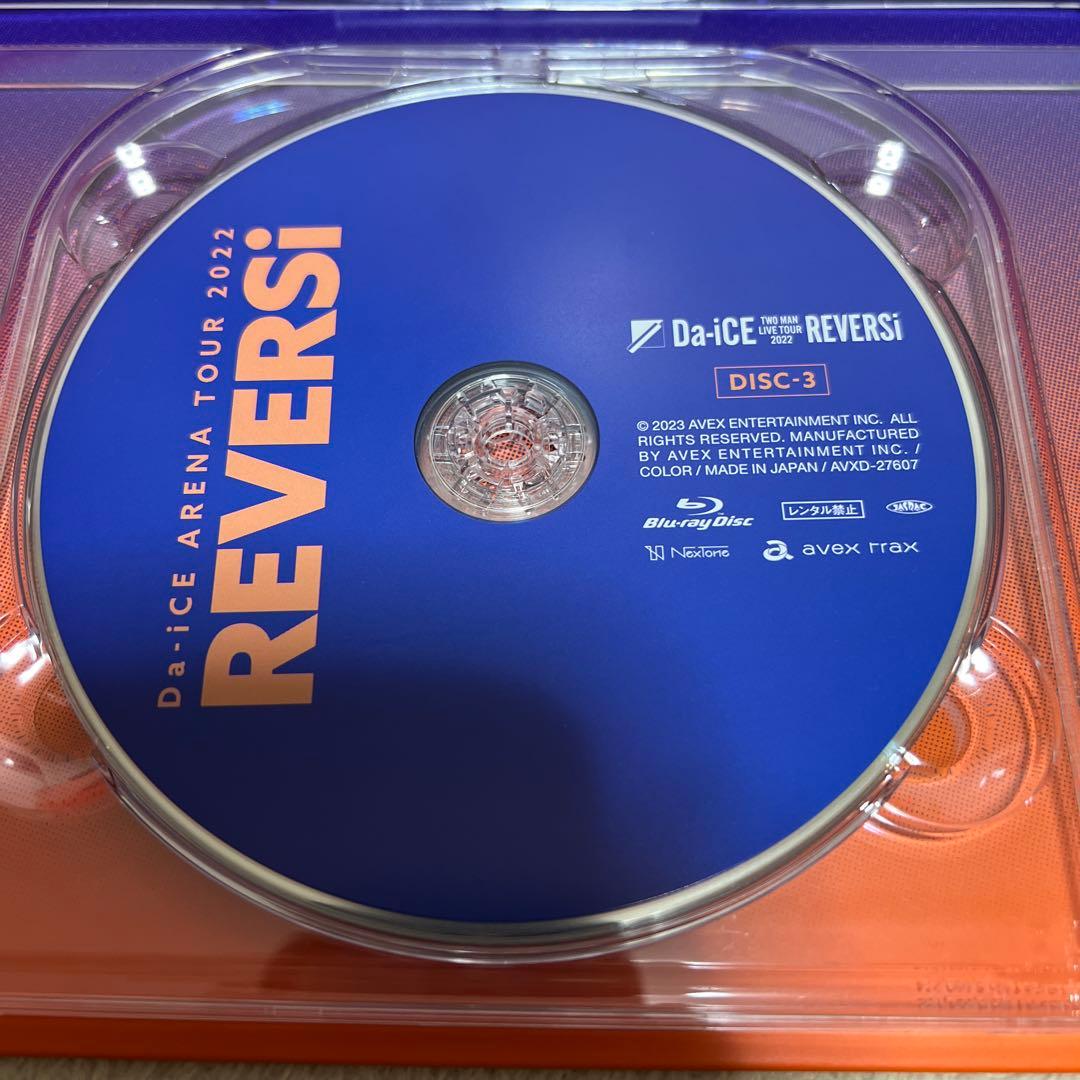 Da-iCE ARENA TOUR 2022
REVERSi
Da-iCE TWO MAN LIVE TOUR 2022 REVERSi
DISC-3
© 2023 AVEX ENTERTAINMENT INC. ALL
RIGHTS RESERVED. MANUFACTURED
BY AVEX ENTERTAINMENT INC. /
COLOR / MADE IN JAPAN / AVXD-27607
Blu-ray Disc
レンタル禁止
JASRAC
NexTone
avex trax